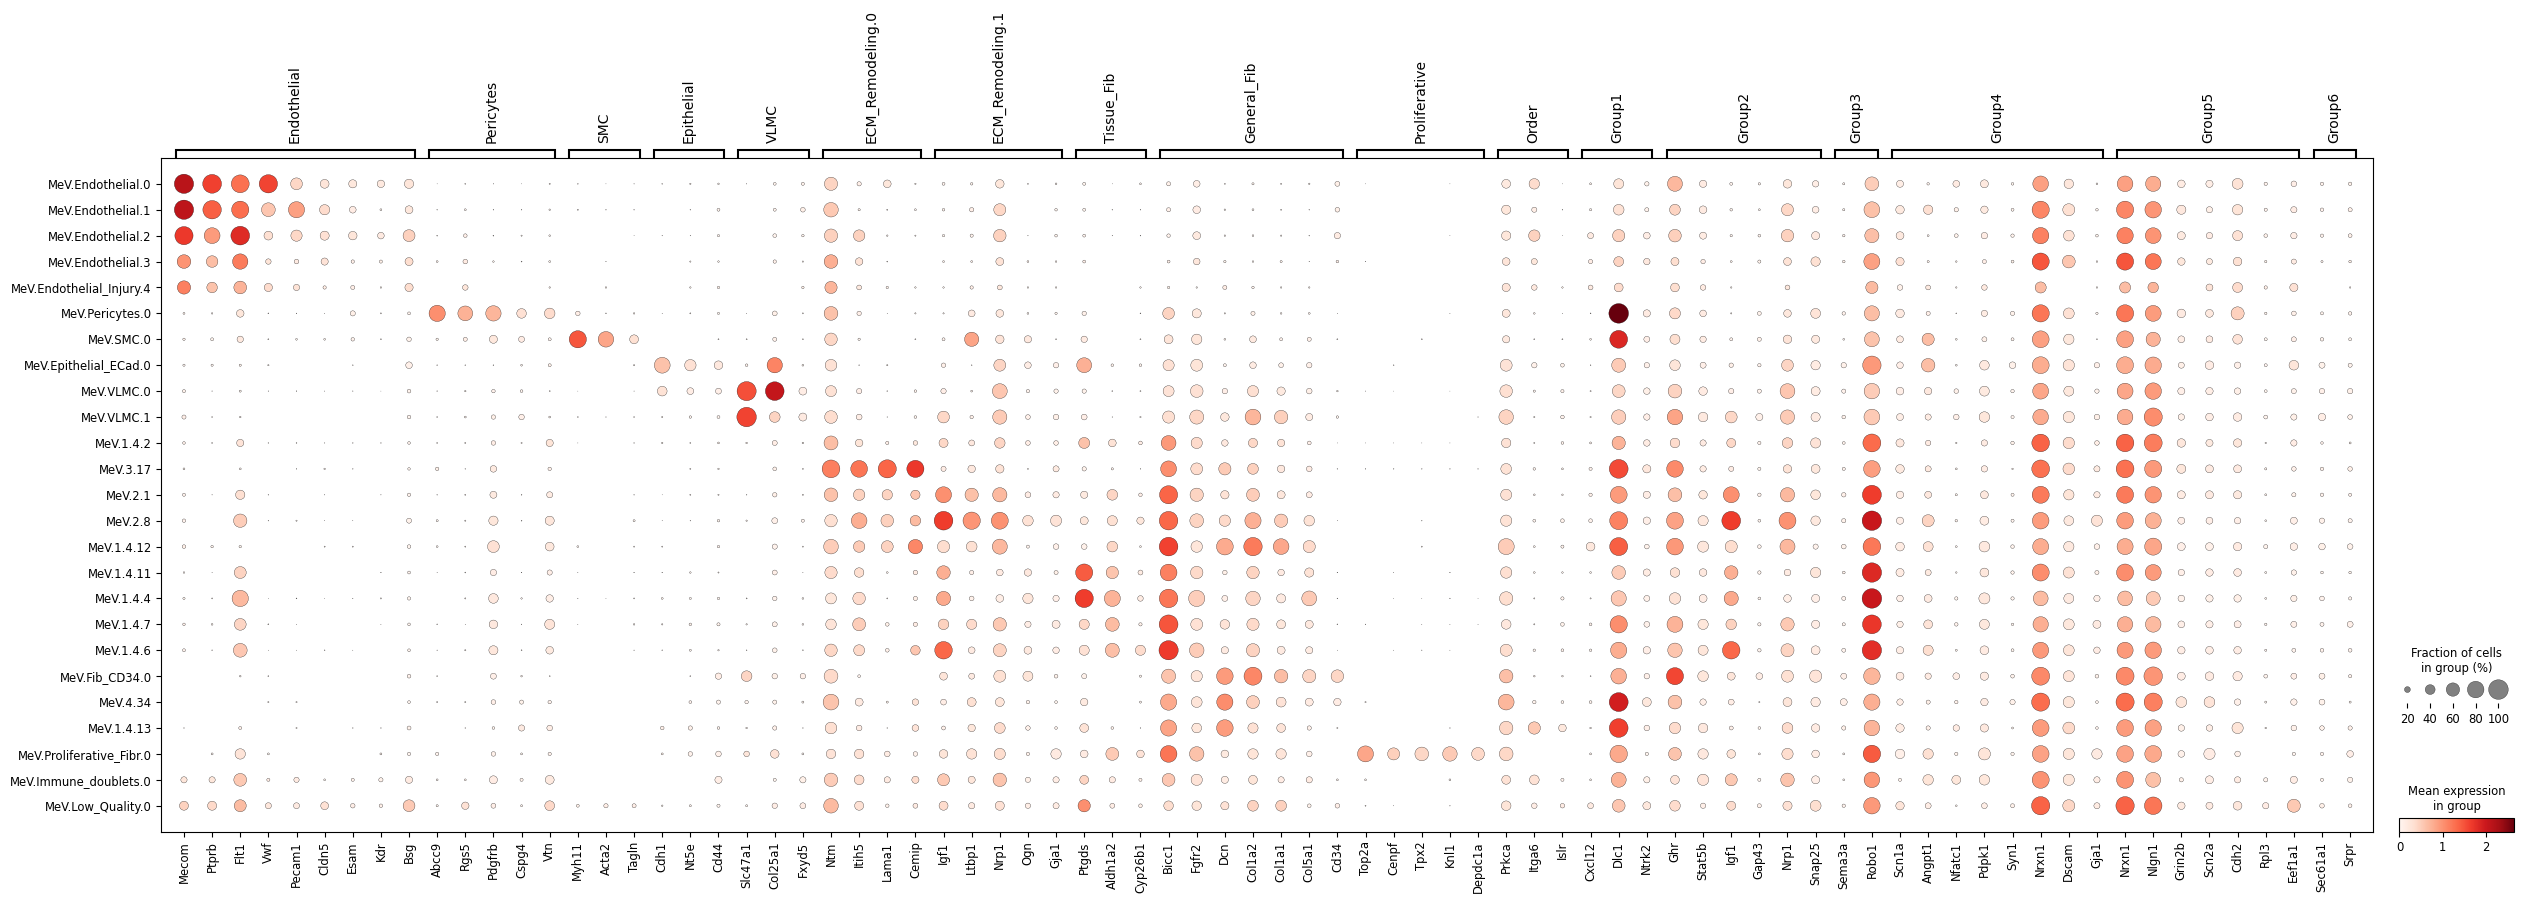 Endothelial
Pericytes
SMC
Epithelial
VLMC
ECM_Remodeling.0
ECM_Remodeling.1
Tissue_Fib
General_Fib
Proliferative
Order
Group1
Group2
Group3
Group4
Group5
Group6
MeV.Endothelial.0
MeV.Endothelial.1
MeV.Endothelial.2
MeV.Endothelial.3
MeV.Endothelial_Injury.4
MeV.Pericytes.0
MeV.SMC.0
MeV.Epithelial_ECad.0
MeV.VLMC.0
MeV.VLMC.1
MeV.1.4.2
MeV.3.17
MeV.2.1
MeV.2.8
MeV.1.4.12
MeV.1.4.11
MeV.1.4.4
MeV.1.4.7
MeV.1.4.6
MeV.Fib_CD34.0
MeV.4.34
MeV.1.4.13
MeV.Proliferative_Fibr.0
MeV.Immune_doublets.0
MeV.Low_Quality.0
Mecom
Ptprb
Flt1
Vwf
Pecam1
Cldn5
Esam
Kdr
Bsg
Abcc9
Rgs5
Pdgfrb
Cspg4
Vtn
Myh11
Acta2
Tagln
Cdh1
Nt5e
Cd44
Slc47a1
Col25a1
Fxyd5
Ntm
Itih5
Lama1
Cemip
Igf1
Ltbp1
Nrp1
Ogn
Gja1
Ptgds
Aldh1a2
Cyp26b1
Bicc1
Fgfr2
Dcn
Col1a2
Col1a1
Col5a1
Cd34
Top2a
Cenpf
Tpx2
Knl1
Depdc1a
Prkca
Itga6
Islr
Cxcl12
Dlc1
Ntrk2
Ghr
Stat5b
Igf1
Gap43
Nrp1
Snap25
Sema3a
Robo1
Scn1a
Angpt1
Nfatc1
Pdpk1
Syn1
Nrxn1
Dscam
Gja1
Nrxn1
Nlgn1
Grin2b
Scn2a
Cdh2
Rpl3
Eef1a1
Sec61a1
Srpr
Fraction of cells
in group (%)
20 40 60 80 100
Mean expression
in group
0 1 2